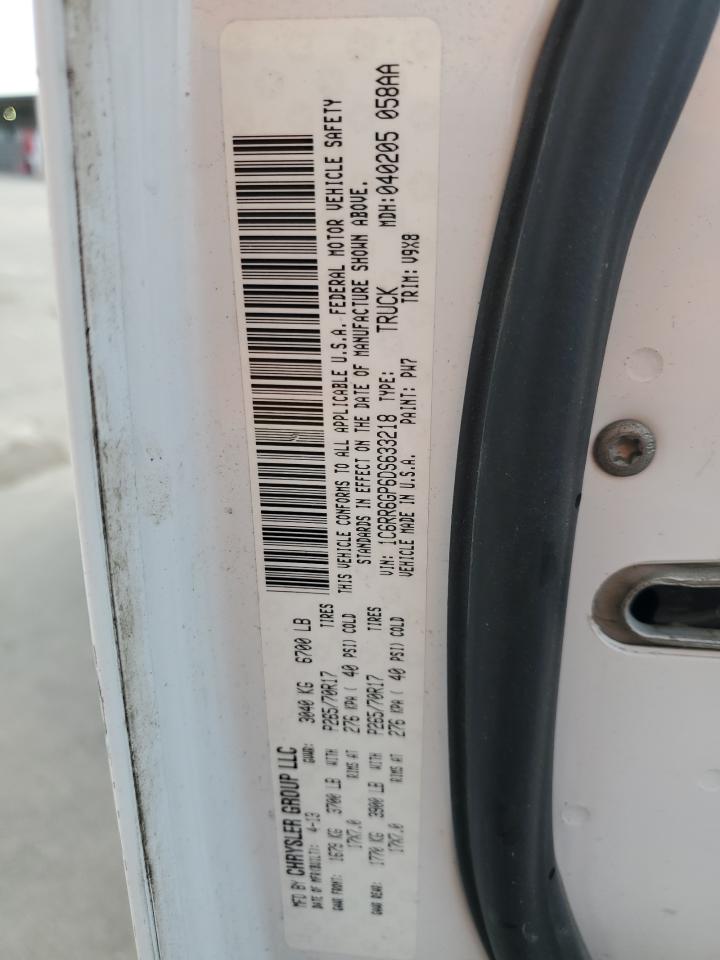 MFD BY CHRYSLER GROUP LLC
DATE OF MFR(BUILT): 4-13 GVWR: 3040 KG 6700 LB
GAWR FRONT: 1679 KG 3700 LB WITH P265/70R17 TIRES
17X7.0 RIMS AT 276 KPA ( 40 PSI) COLD
GAWR REAR: 1770 KG 3900 LB WITH P265/70R17 TIRES
17X7.0 RIMS AT 276 KPA ( 40 PSI) COLD
THIS VEHICLE CONFORMS TO ALL APPLICABLE U.S.A. FEDERAL MOTOR VEHICLE SAFETY
STANDARDS IN EFFECT ON THE DATE OF MANUFACTURE SHOWN ABOVE.
VIN: 1C6RR6GP6DS633218 TYPE: TRUCK MDH:040205 058AA
VEHICLE MADE IN U.S.A. PAINT: PW7 TRIM: V9X8